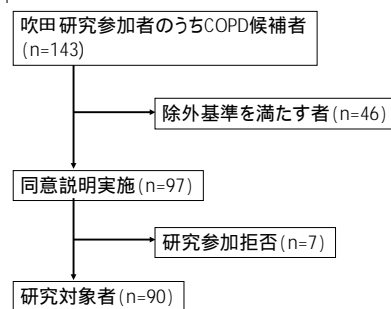 吹田研究参加者のうちCOPD候補者
(n=143)
除外基準を満たす者(n=46)
同意説明実施(n=97)
研究参加拒否(n=7)
研究対象者(n=90)